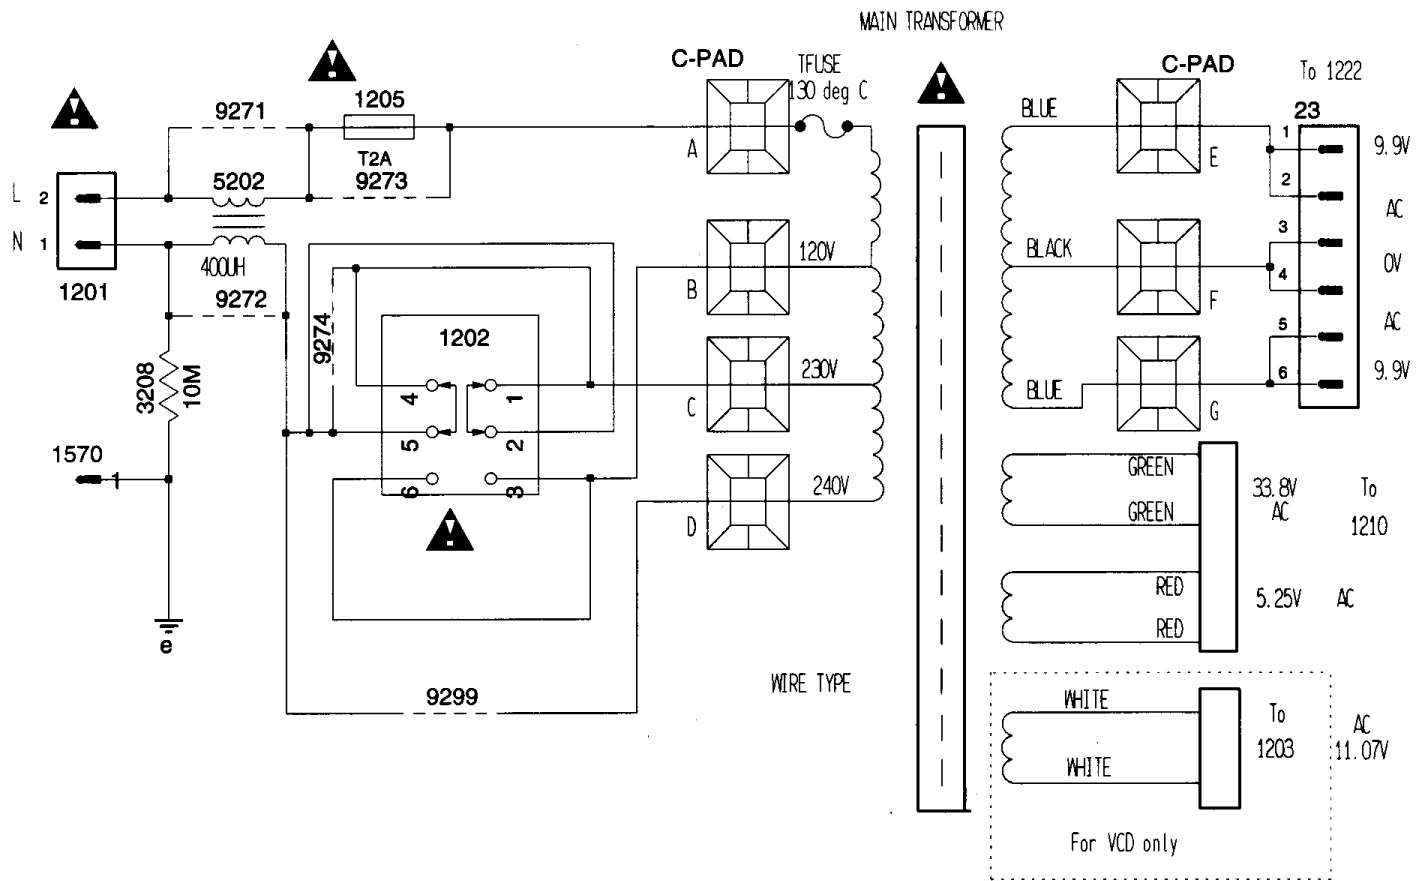 MAIN TRANSFORMER
C-PAD
TFUSE
130 deg C
C-PAD
To 1222
9271
1205
BLUE
23
1
9.9V
A
E
T2A
9273
5202
2
L 2
AC
N 1
400UH
120V
BLACK
3
0V
1201
9272
B
F
4
AC
9274
1202
5
230V
9.9V
6
BLUE
3208
10M
4
1
C
G
5
2
1570
1
6
3
240V
GREEN
33.8V
AC
To
1210
GREEN
D
RED
5.25V AC
RED
e
9299
WIRE TYPE
WHITE
To
1203
AC
11.07V
WHITE
For VCD only